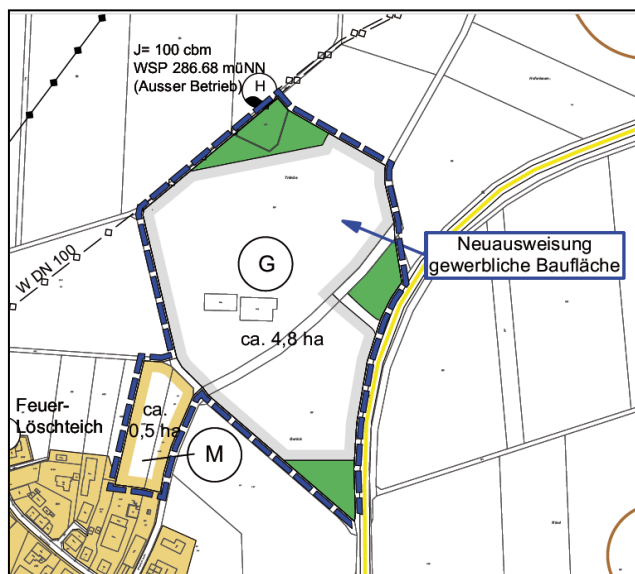 J= 100 cbm
WSP 286.68 müNN
(Ausser Betrieb)
H
Neuausweisung
gewerbliche Baufläche
W DN 100
G
ca. 4,8 ha
Feuer-
Löschteich
ca.
0,5 ha
M